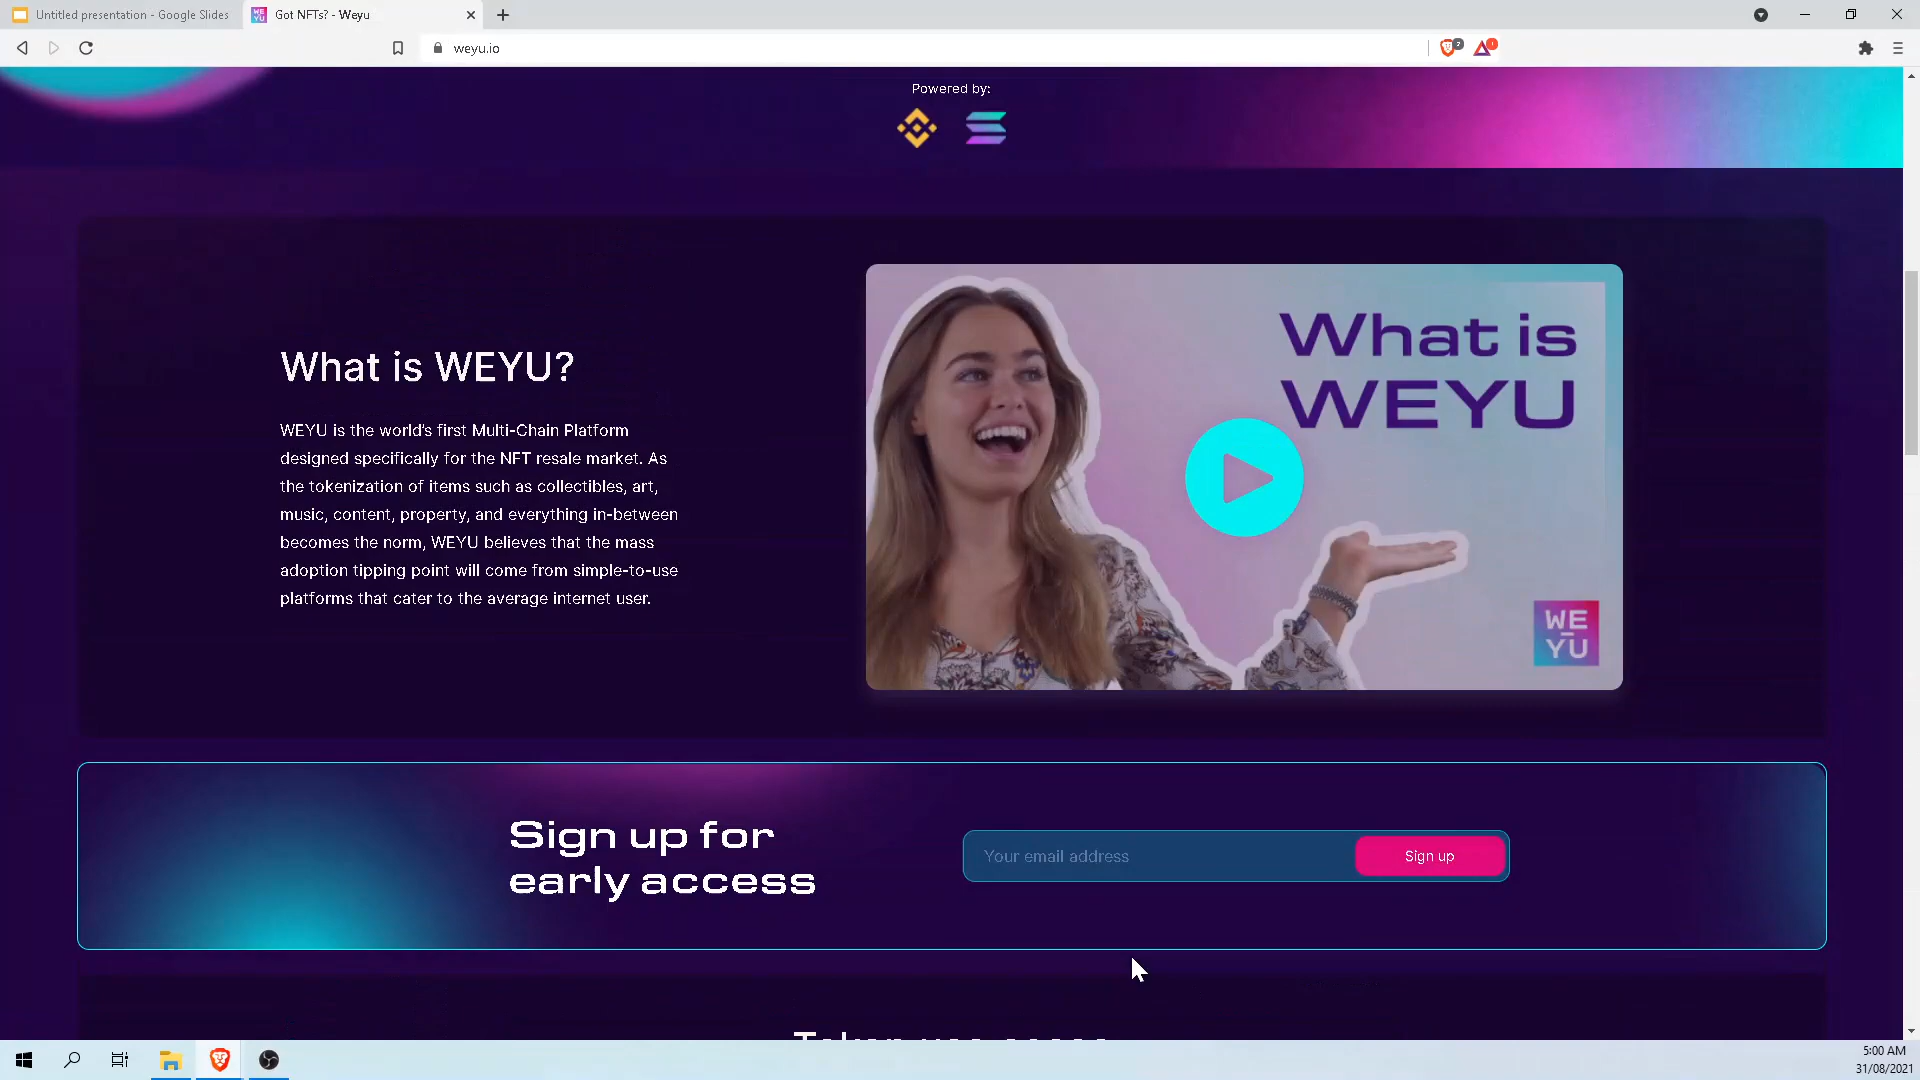 Untitled presentation - Google Slides
Got NFTs? - Weyu
weyu.io
2
1
Powered by:
What is WEYU?
WEYU is the world's first Multi-Chain Platform
designed specifically for the NFT resale market. As
the tokenization of items such as collectibles, art,
music, content, property, and everything in-between
becomes the norm, WEYU believes that the mass
adoption tipping point will come from simple-to-use
platforms that cater to the average internet user.
What is
WEYU
WE
YU
Sign up for
early access
Your email address
Sign up
5:00 AM
31/08/2021